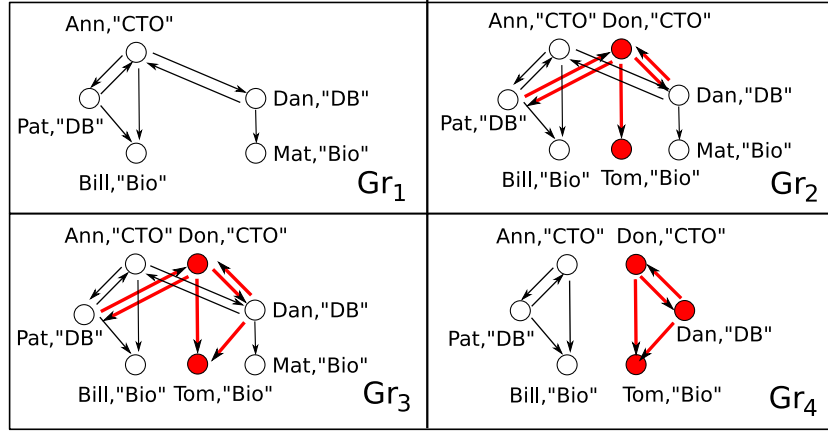 Ann,"CTO"
Pat,"DB"
Dan,"DB"
Bill,"Bio"
Mat,"Bio"
Gr1
Ann,"CTO" Don,"CTO"
Pat,"DB"
Dan,"DB"
Bill,"Bio" Tom,"Bio"
Mat,"Bio"
Gr2
Ann,"CTO" Don,"CTO"
Pat,"DB"
Dan,"DB"
Bill,"Bio" Tom,"Bio"
Mat,"Bio"
Gr3
Ann,"CTO" Don,"CTO"
Pat,"DB"
Dan,"DB"
Bill,"Bio" Tom,"Bio"
Gr4